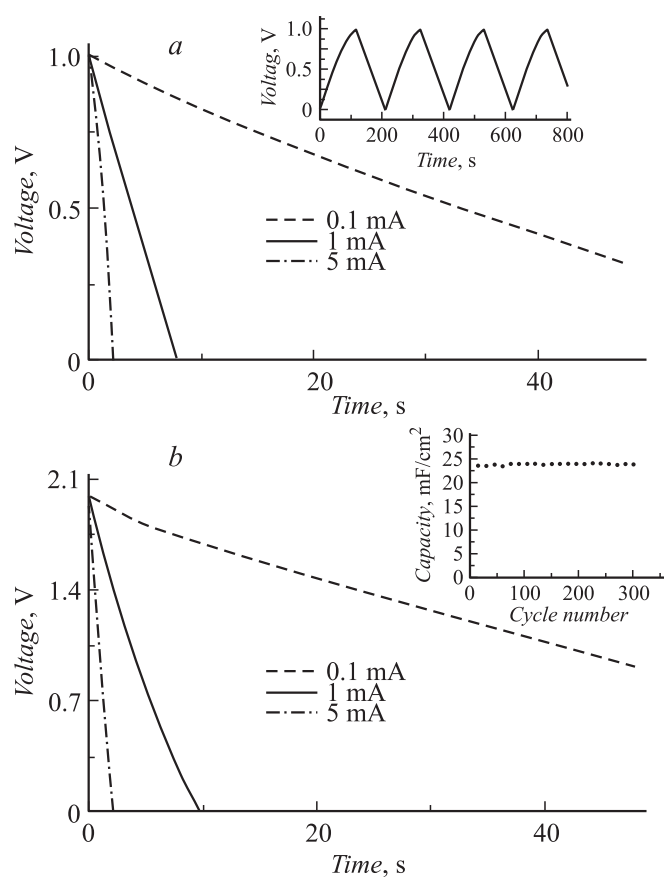 a
1.0
0.5
0
Voltage, V
0
20
40
Time, s
0.1 mA
1 mA
5 mA
1.0
0.5
0
Voltag, V
0 200 400 600 800
Time, s
b
2.1
1.4
0.7
0
Voltage, V
0
20
40
Time, s
0.1 mA
1 mA
5 mA
30
25
20
15
10
5
0
Capacity, mF/cm²
0 100 200 300
Cycle number